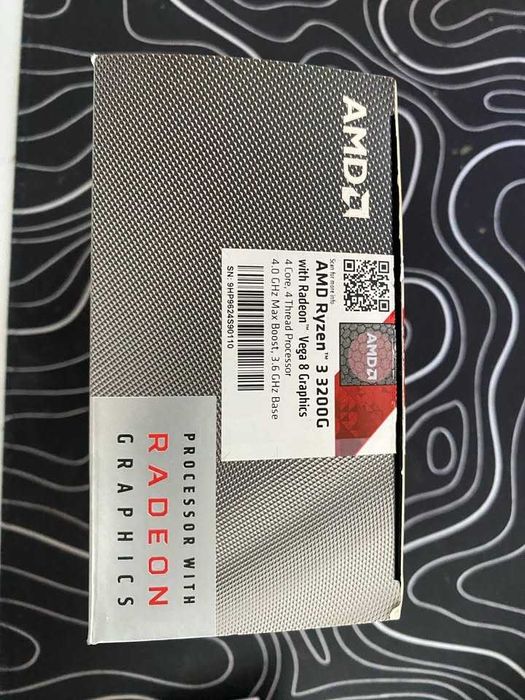 AMD
Scan for more info
AMD
AMD Ryzen™ 3 3200G
with Radeon™ Vega 8 Graphics
4 Core, 4 Thread Processor
4.0 GHz Max Boost, 3.6 GHz Base
SN: 9HP9624S90110
PROCESSOR WITH
RADEON
GRAPHICS